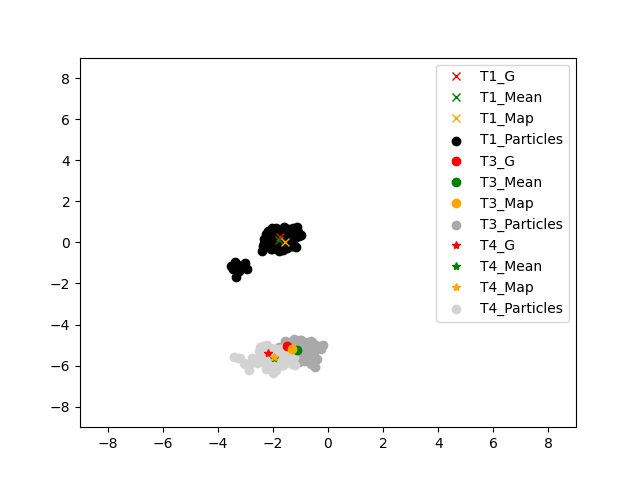 8
6
4
2
0
−2
−4
−6
−8
−8 −6 −4 −2 0 2 4 6 8
T1_G
T1_Mean
T1_Map
T1_Particles
T3_G
T3_Mean
T3_Map
T3_Particles
T4_G
T4_Mean
T4_Map
T4_Particles